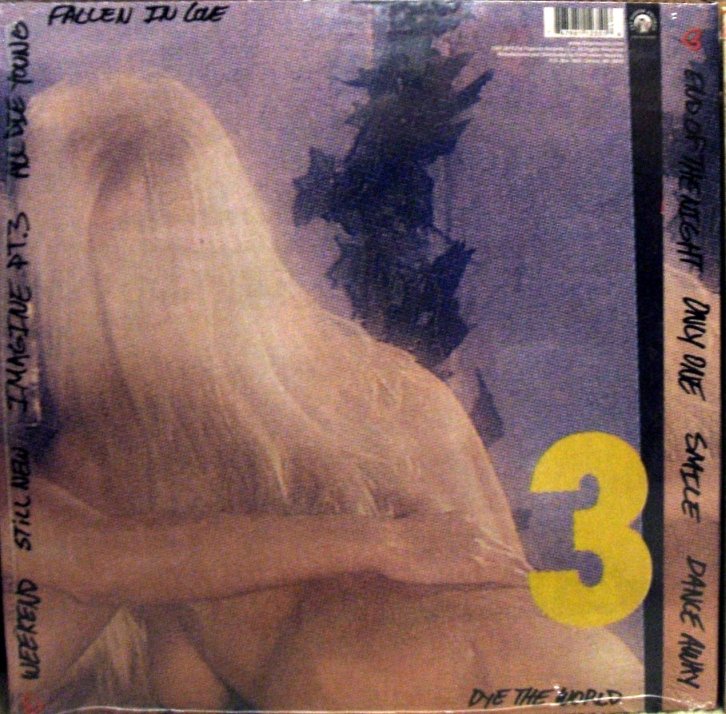 FALLEN IN LOVE
ALL DIE YOUNG
IMAGINE PT.3
STILL NEW
WEEKEND
END OF THE NIGHT
ONLY ONE
SMILE
DANCE AWAY
3
DYE THE WORLD